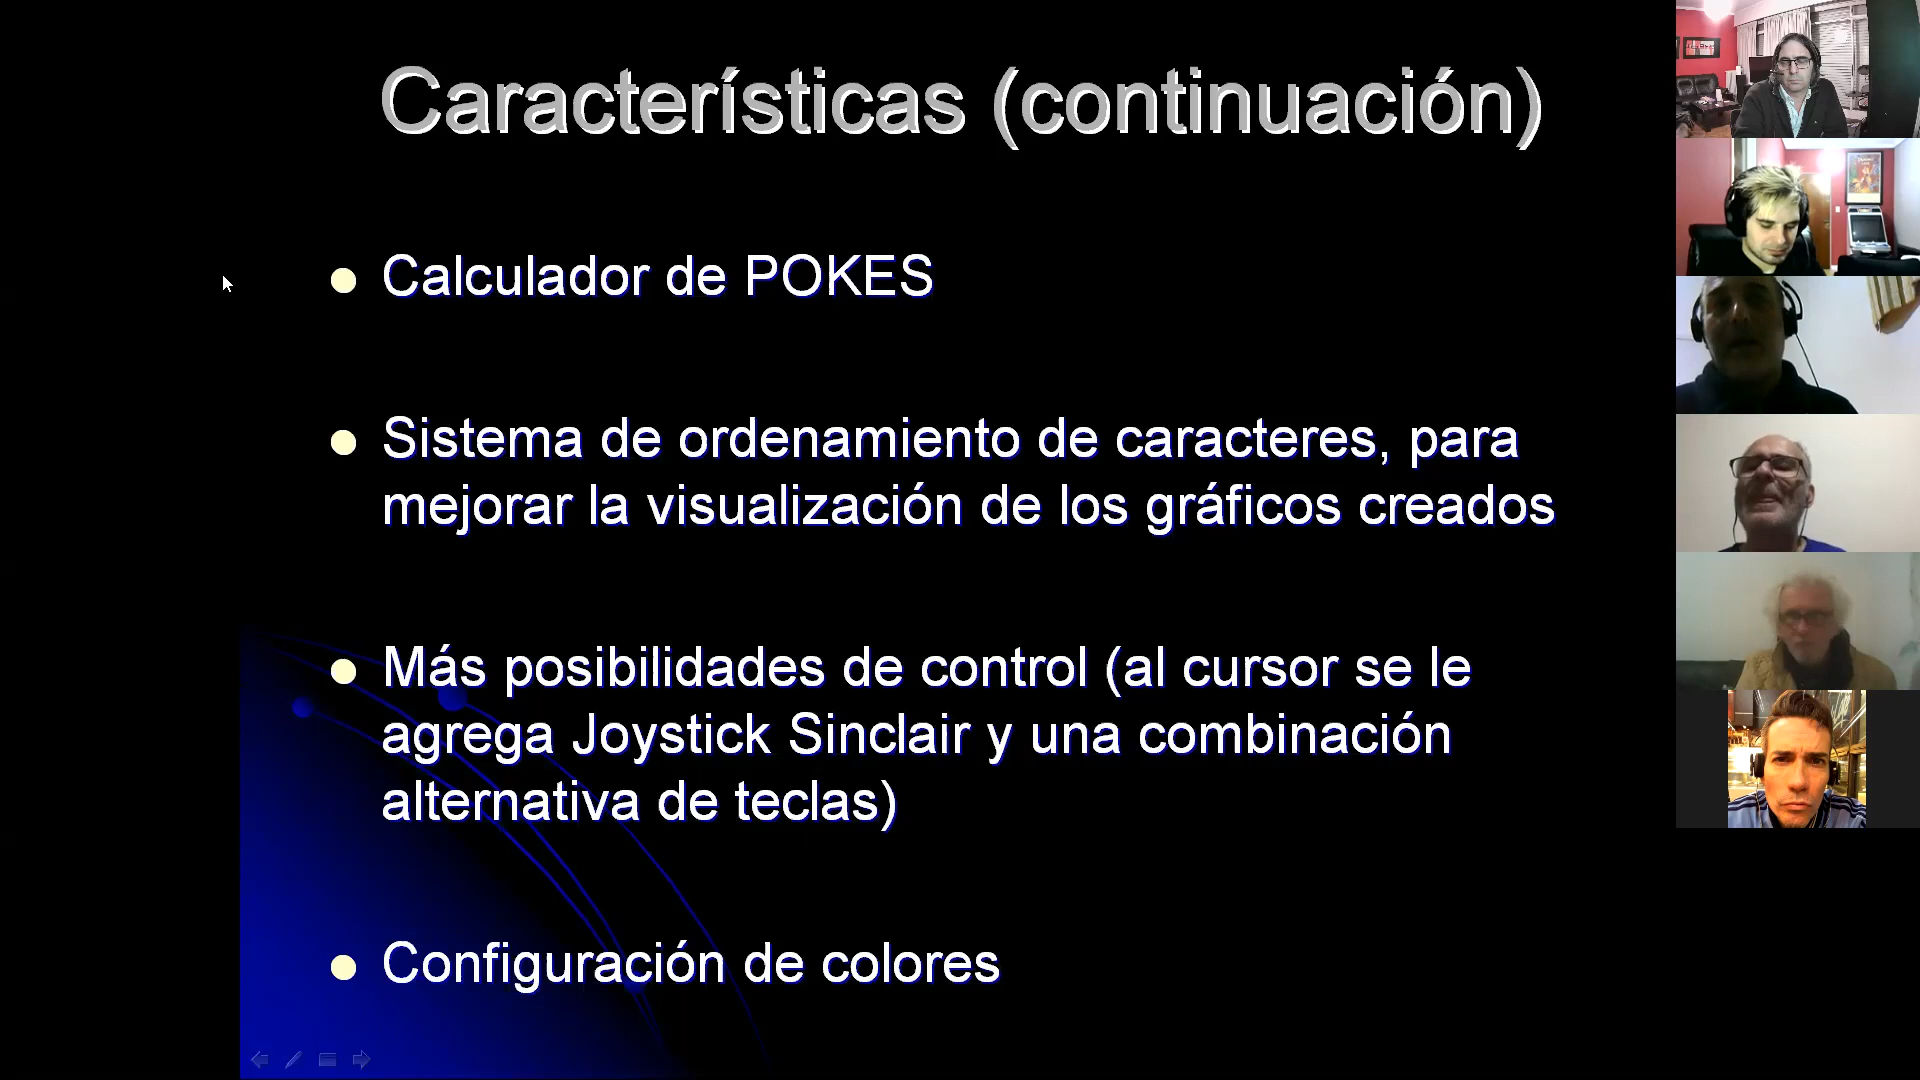 Características (continuación)
Calculador de POKES
Sistema de ordenamiento de caracteres, para
mejorar la visualización de los gráficos creados
Más posibilidades de control (al cursor se le
agrega Joystick Sinclair y una combinación
alternativa de teclas)
Configuración de colores